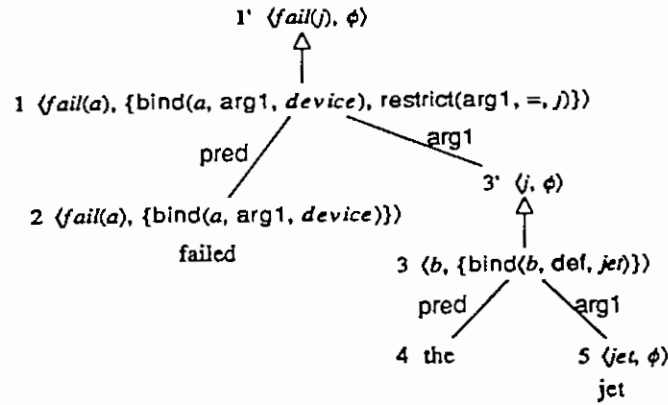 1' ⟨fail(j), ϕ⟩
1 ⟨fail(a), {bind(a, arg1, device), restrict(arg1, =, j)}⟩
pred arg1
3' ⟨j, ϕ⟩
2 ⟨fail(a), {bind(a, arg1, device)}⟩
failed
3 ⟨b, {bind(b, def, jet)}⟩
pred arg1
4 the 5 ⟨jet, ϕ⟩
jet